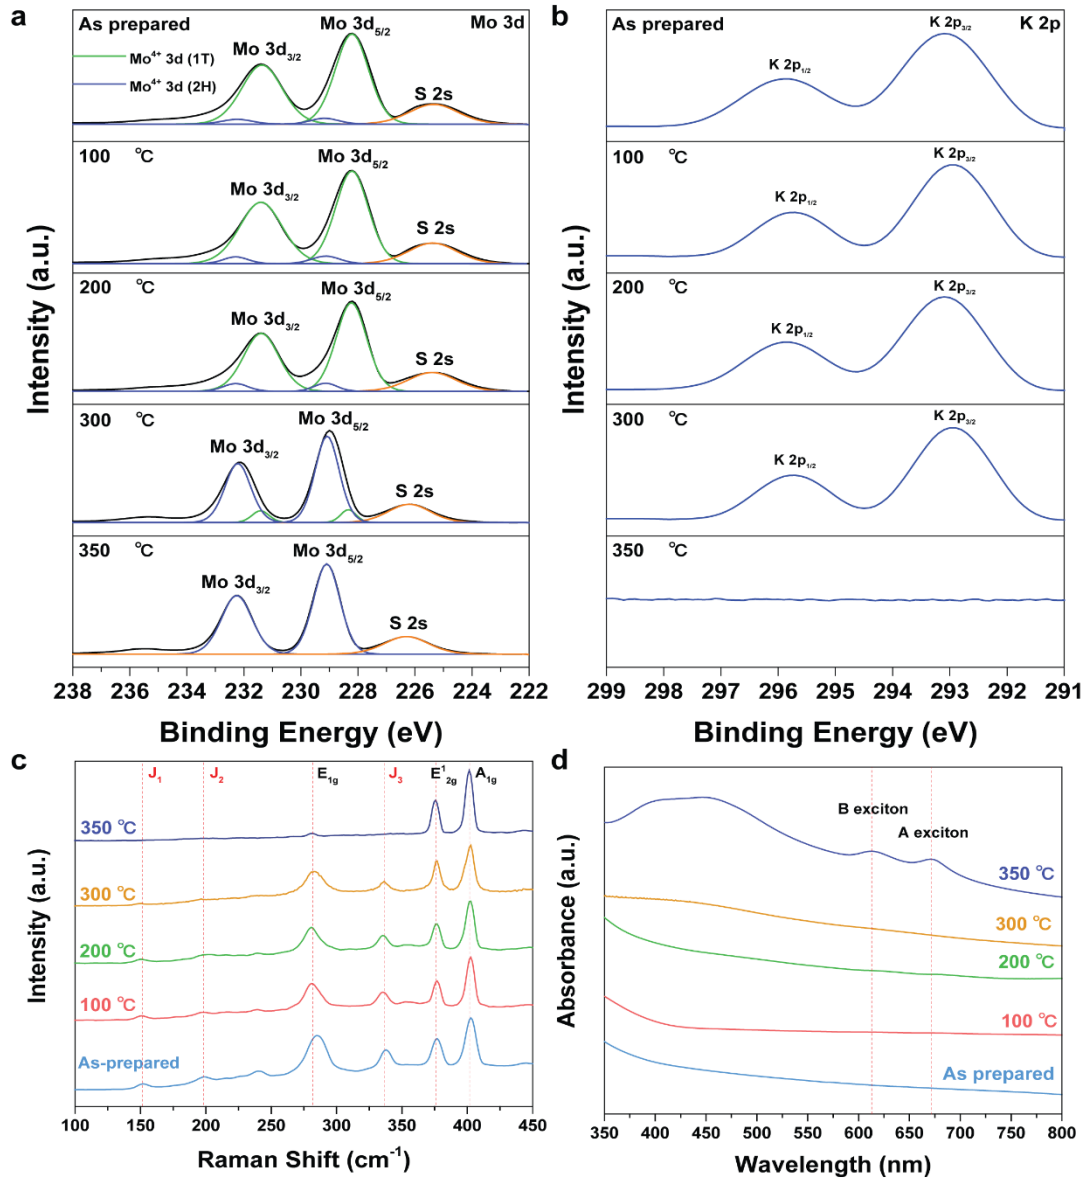 a
As prepared
Mo 3d
Mo⁴⁺ 3d (1T)
Mo⁴⁺ 3d (2H)
Mo 3d₃/₂
Mo 3d₅/₂
S 2s
100 °C
Mo 3d₃/₂
Mo 3d₅/₂
S 2s
200 °C
Mo 3d₃/₂
Mo 3d₅/₂
S 2s
300 °C
Mo 3d₃/₂
Mo 3d₅/₂
S 2s
350 °C
Mo 3d₃/₂
Mo 3d₅/₂
S 2s
Intensity (a.u.)
238 236 234 232 230 228 226 224 222
Binding Energy (eV)
b
As prepared
K 2p
K 2p₁/₂
K 2p₃/₂
100 °C
K 2p₁/₂
K 2p₃/₂
200 °C
K 2p₁/₂
K 2p₃/₂
300 °C
K 2p₁/₂
K 2p₃/₂
350 °C
Intensity (a.u.)
299 298 297 296 295 294 293 292 291
Binding Energy (eV)
c
J₁ J₂ E₁g J₃ E¹₂g A₁g
350 °C
300 °C
200 °C
100 °C
As-prepared
Intensity (a.u.)
100 150 200 250 300 350 400 450
Raman Shift (cm⁻¹)
d
B exciton
A exciton
350 °C
300 °C
200 °C
100 °C
As prepared
Absorbance (a.u.)
350 400 450 500 550 600 650 700 750 800
Wavelength (nm)